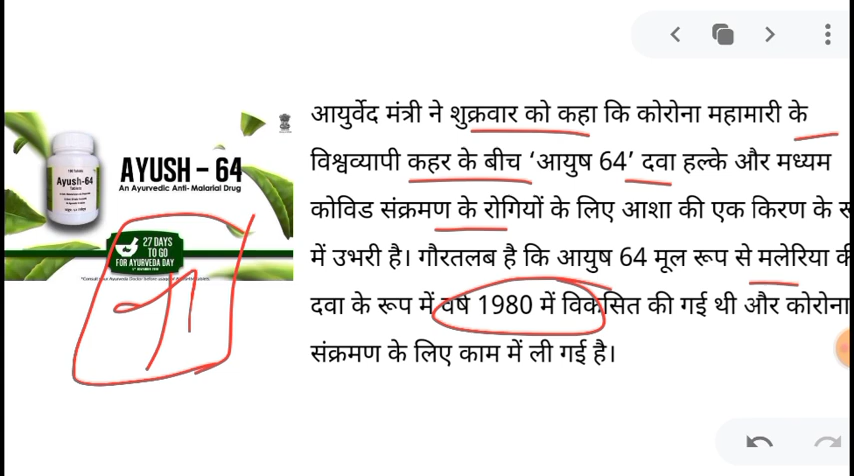 AYUSH - 64
An Ayurvedic Anti- Malarial Drug
Ayush-64
27 DAYS
TO GO
FOR AYURVEDA DAY
आयुर्वेद मंत्री ने शुक्रवार को कहा कि कोरोना महामारी के
विश्वव्यापी कहर के बीच ‘आयुष 64’ दवा हल्के और मध्यम
कोविड संक्रमण के रोगियों के लिए आशा की एक किरण के
में उभरी है। गौरतलब है कि आयुष 64 मूल रूप से मलेरिया
दवा के रूप में वर्ष 1980 में विकसित की गई थी और कोरोना
संक्रमण के लिए काम में ली गई है।